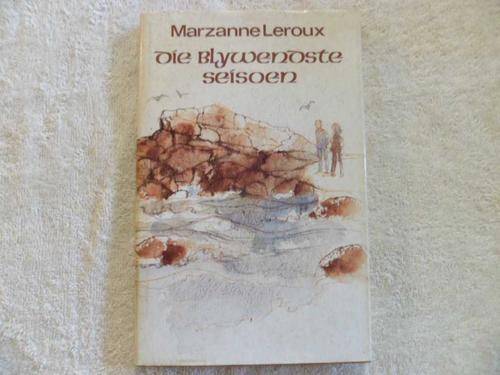 Marzanne Leroux
Die Blywendste
Seisoen